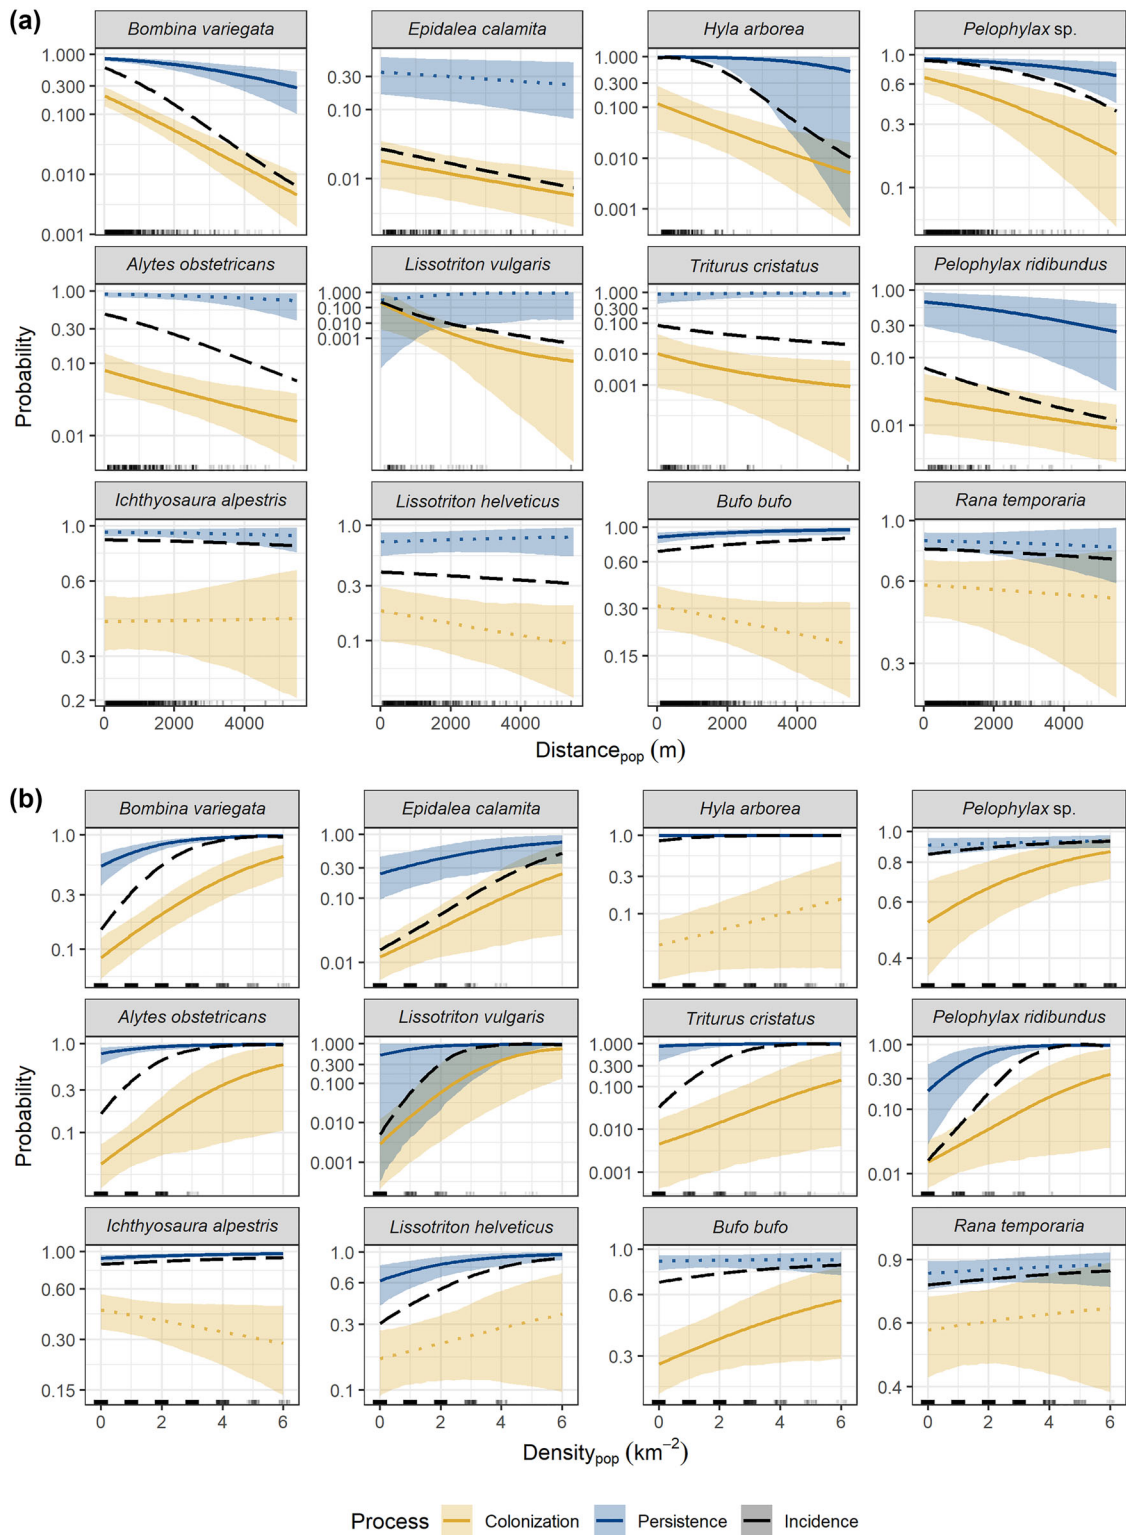 (a)
Bombina variegata Epidalea calamita Hyla arborea Pelophylax sp.
1.000 0.300 0.100 0.010 0.001
0.30 0.10 0.01
1.000 0.100 0.010 0.001
1.0 0.6 0.3 0.1
Alytes obstetricans Lissotriton vulgaris Triturus cristatus Pelophylax ridibundus
1.00 0.30 0.10 0.01
1.000 0.100 0.010 0.001
1.000 0.300 0.100 0.010 0.001
1.00 0.30 0.10 0.01
Probability
Ichthyosaura alpestris Lissotriton helveticus Bufo bufo Rana temporaria
1.0 0.6 0.3 0.2
1.0 0.3 0.1
1.00 0.60 0.30 0.15
1.0 0.6 0.3
0 2000 4000 0 2000 4000 0 2000 4000 0 2000 4000
Distancepop (m)
(b)
Bombina variegata Epidalea calamita Hyla arborea Pelophylax sp.
1.0 0.3 0.1
1.00 0.30 0.10 0.01
1.0 0.3 0.1
1.0 0.8 0.6 0.4
Alytes obstetricans Lissotriton vulgaris Triturus cristatus Pelophylax ridibundus
1.0 0.3 0.1
1.000 0.300 0.100 0.010 0.001
1.000 0.300 0.100 0.010 0.001
1.00 0.30 0.10 0.01
Probability
Ichthyosaura alpestris Lissotriton helveticus Bufo bufo Rana temporaria
1.00 0.60 0.30 0.15
1.0 0.6 0.3 0.1
1.0 0.6 0.3
0.9 0.6 0.4
0 2 4 6 0 2 4 6 0 2 4 6 0 2 4 6
Densitypop (km−2)
Process Colonization Persistence Incidence